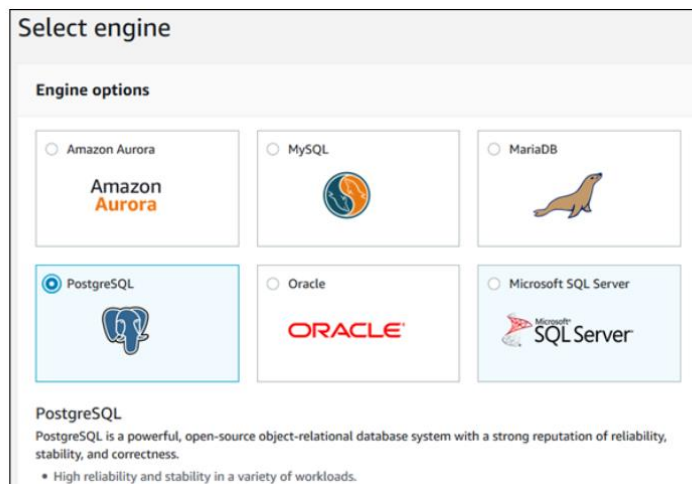 Select engine
Engine options
Amazon Aurora
MySQL
MariaDB
Amazon
Aurora
PostgreSQL
Oracle
Microsoft SQL Server
ORACLE
Microsoft
SQL Server
PostgreSQL
PostgreSQL is a powerful, open-source object-relational database system with a strong reputation of reliability,
stability, and correctness.
• High reliability and stability in a variety of workloads.